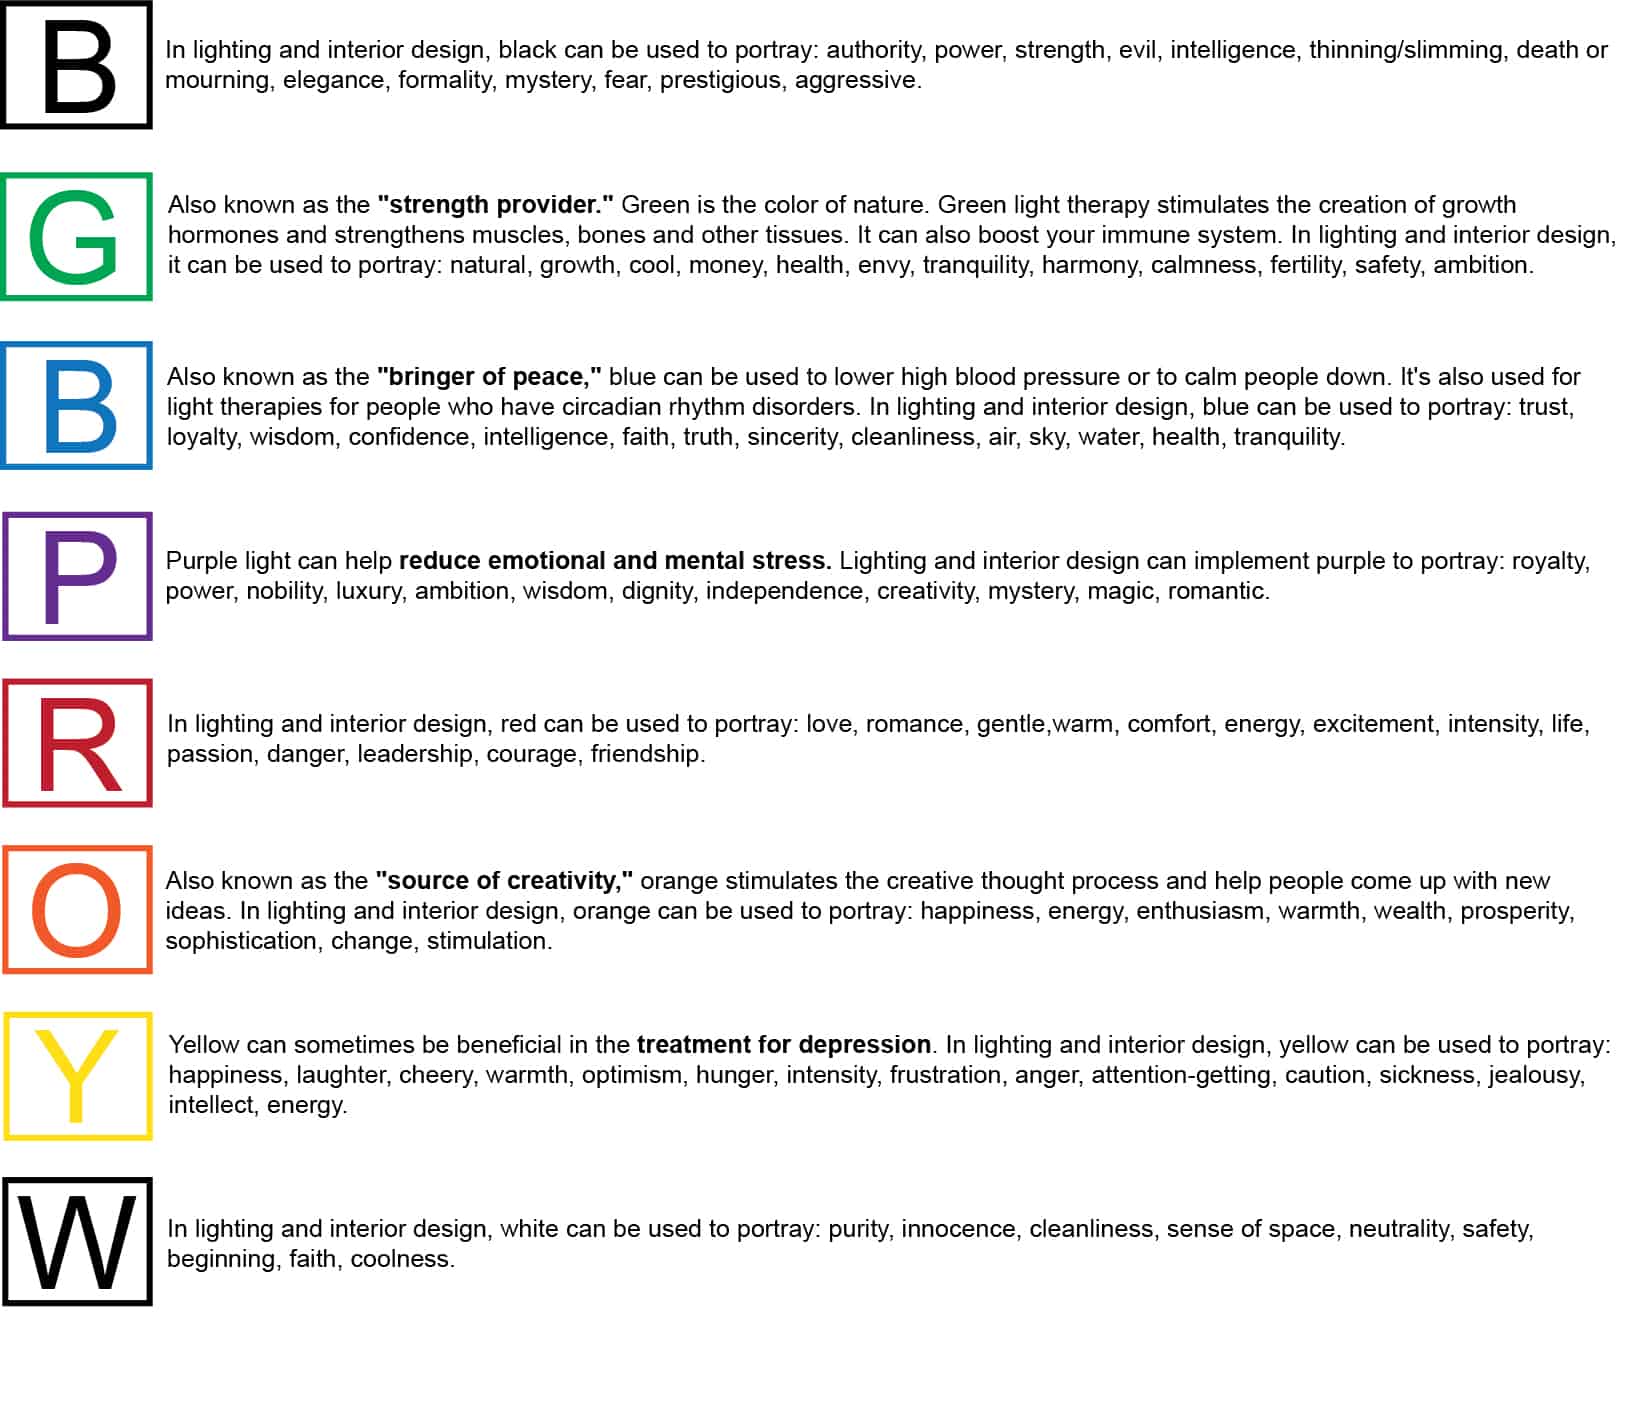 B
In lighting and interior design, black can be used to portray: authority, power, strength, evil, intelligence, thinning/slimming, death or
mourning, elegance, formality, mystery, fear, prestigious, aggressive.
G
Also known as the "strength provider." Green is the color of nature. Green light therapy stimulates the creation of growth
hormones and strengthens muscles, bones and other tissues. It can also boost your immune system. In lighting and interior design,
it can be used to portray: natural, growth, cool, money, health, envy, tranquility, harmony, calmness, fertility, safety, ambition.
B
Also known as the "bringer of peace," blue can be used to lower high blood pressure or to calm people down. It's also used for
light therapies for people who have circadian rhythm disorders. In lighting and interior design, blue can be used to portray: trust,
loyalty, wisdom, confidence, intelligence, faith, truth, sincerity, cleanliness, air, sky, water, health, tranquility.
P
Purple light can help reduce emotional and mental stress. Lighting and interior design can implement purple to portray: royalty,
power, nobility, luxury, ambition, wisdom, dignity, independence, creativity, mystery, magic, romantic.
R
In lighting and interior design, red can be used to portray: love, romance, gentle,warm, comfort, energy, excitement, intensity, life,
passion, danger, leadership, courage, friendship.
O
Also known as the "source of creativity," orange stimulates the creative thought process and help people come up with new
ideas. In lighting and interior design, orange can be used to portray: happiness, energy, enthusiasm, warmth, wealth, prosperity,
sophistication, change, stimulation.
Y
Yellow can sometimes be beneficial in the treatment for depression. In lighting and interior design, yellow can be used to portray:
happiness, laughter, cheery, warmth, optimism, hunger, intensity, frustration, anger, attention-getting, caution, sickness, jealousy,
intellect, energy.
W
In lighting and interior design, white can be used to portray: purity, innocence, cleanliness, sense of space, neutrality, safety,
beginning, faith, coolness.